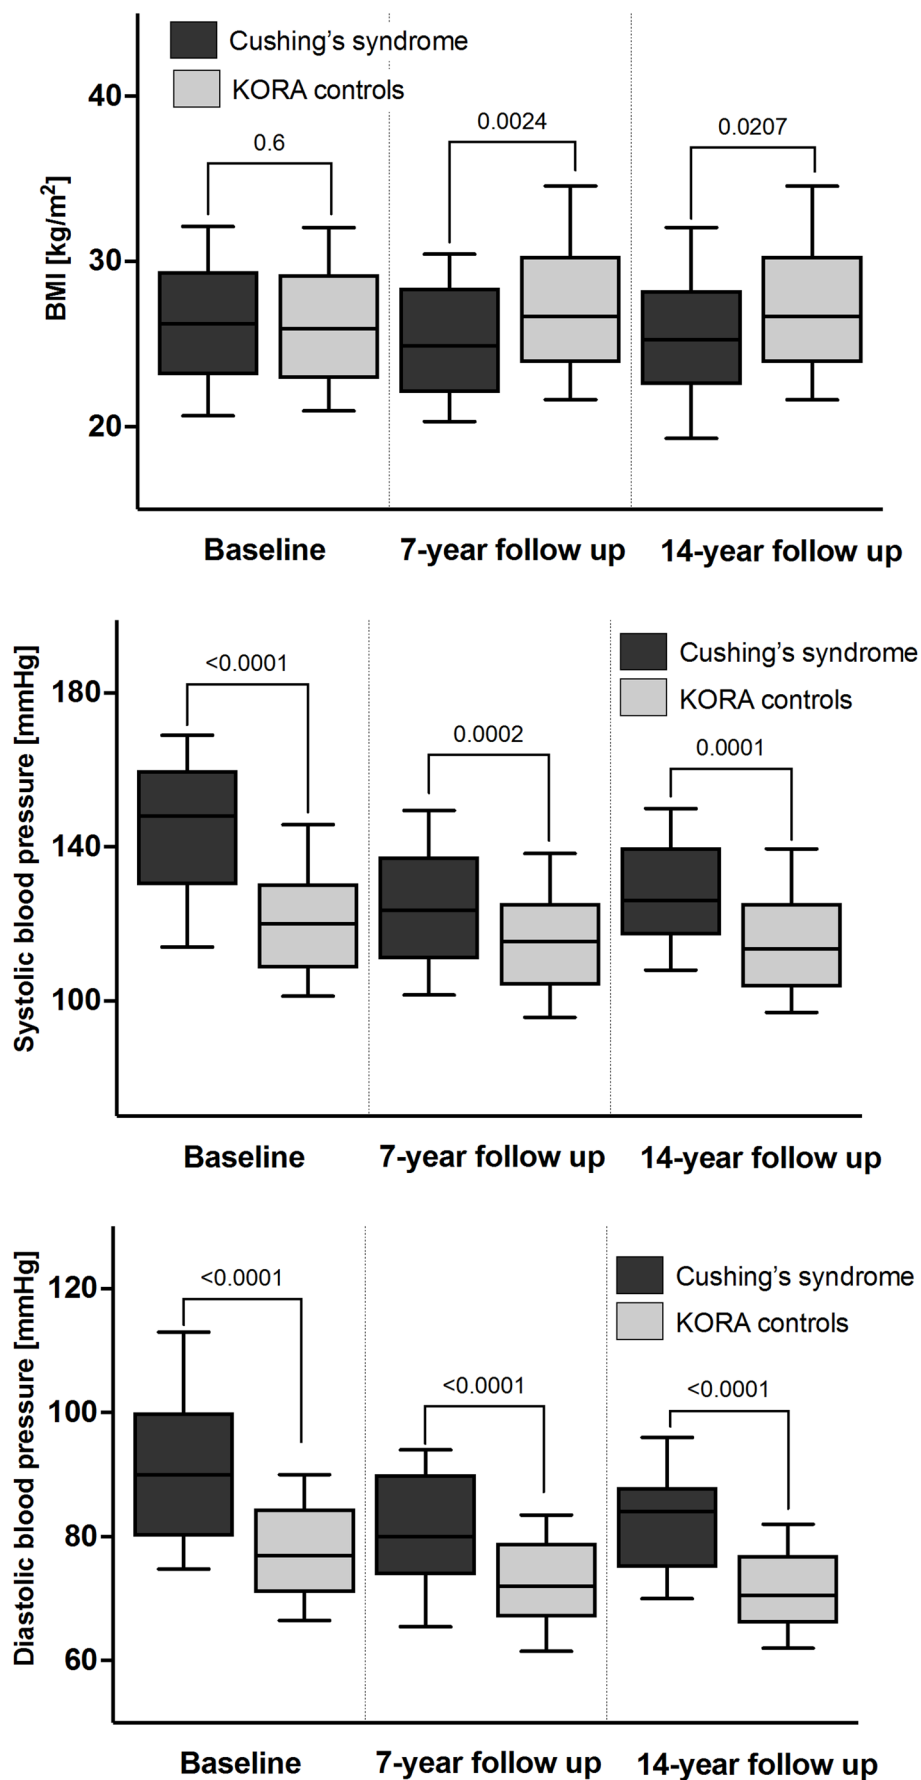 Cushing's syndrome
KORA controls
40
30
20
BMI [kg/m²]
0.6
0.0024
0.0207
Baseline
7-year follow up
14-year follow up
Cushing's syndrome
KORA controls
180
140
100
Systolic blood pressure [mmHg]
<0.0001
0.0002
0.0001
Baseline
7-year follow up
14-year follow up
Cushing's syndrome
KORA controls
120
100
80
60
Diastolic blood pressure [mmHg]
<0.0001
<0.0001
<0.0001
Baseline
7-year follow up
14-year follow up